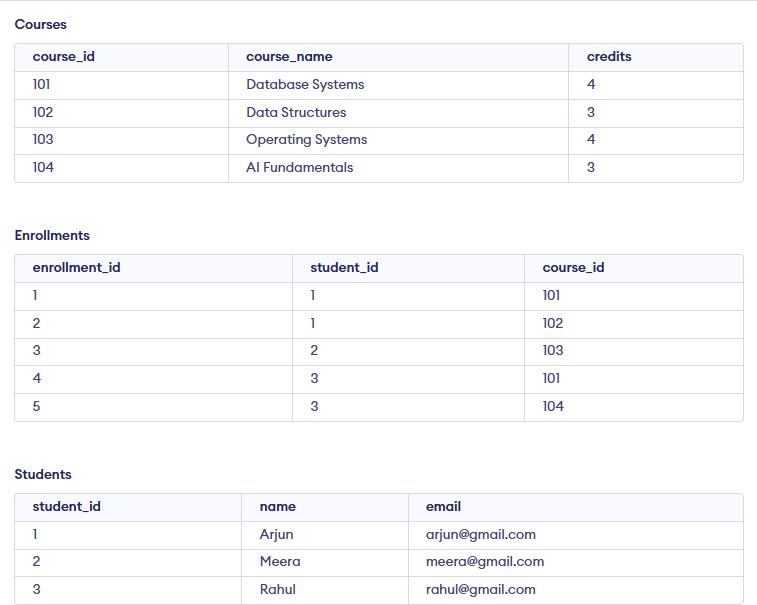 Courses
course_id course_name credits
101 Database Systems 4
102 Data Structures 3
103 Operating Systems 4
104 AI Fundamentals 3
Enrollments
enrollment_id student_id course_id
1 1 101
2 1 102
3 2 103
4 3 101
5 3 104
Students
student_id name email
1 Arjun arjun@gmail.com
2 Meera meera@gmail.com
3 Rahul rahul@gmail.com